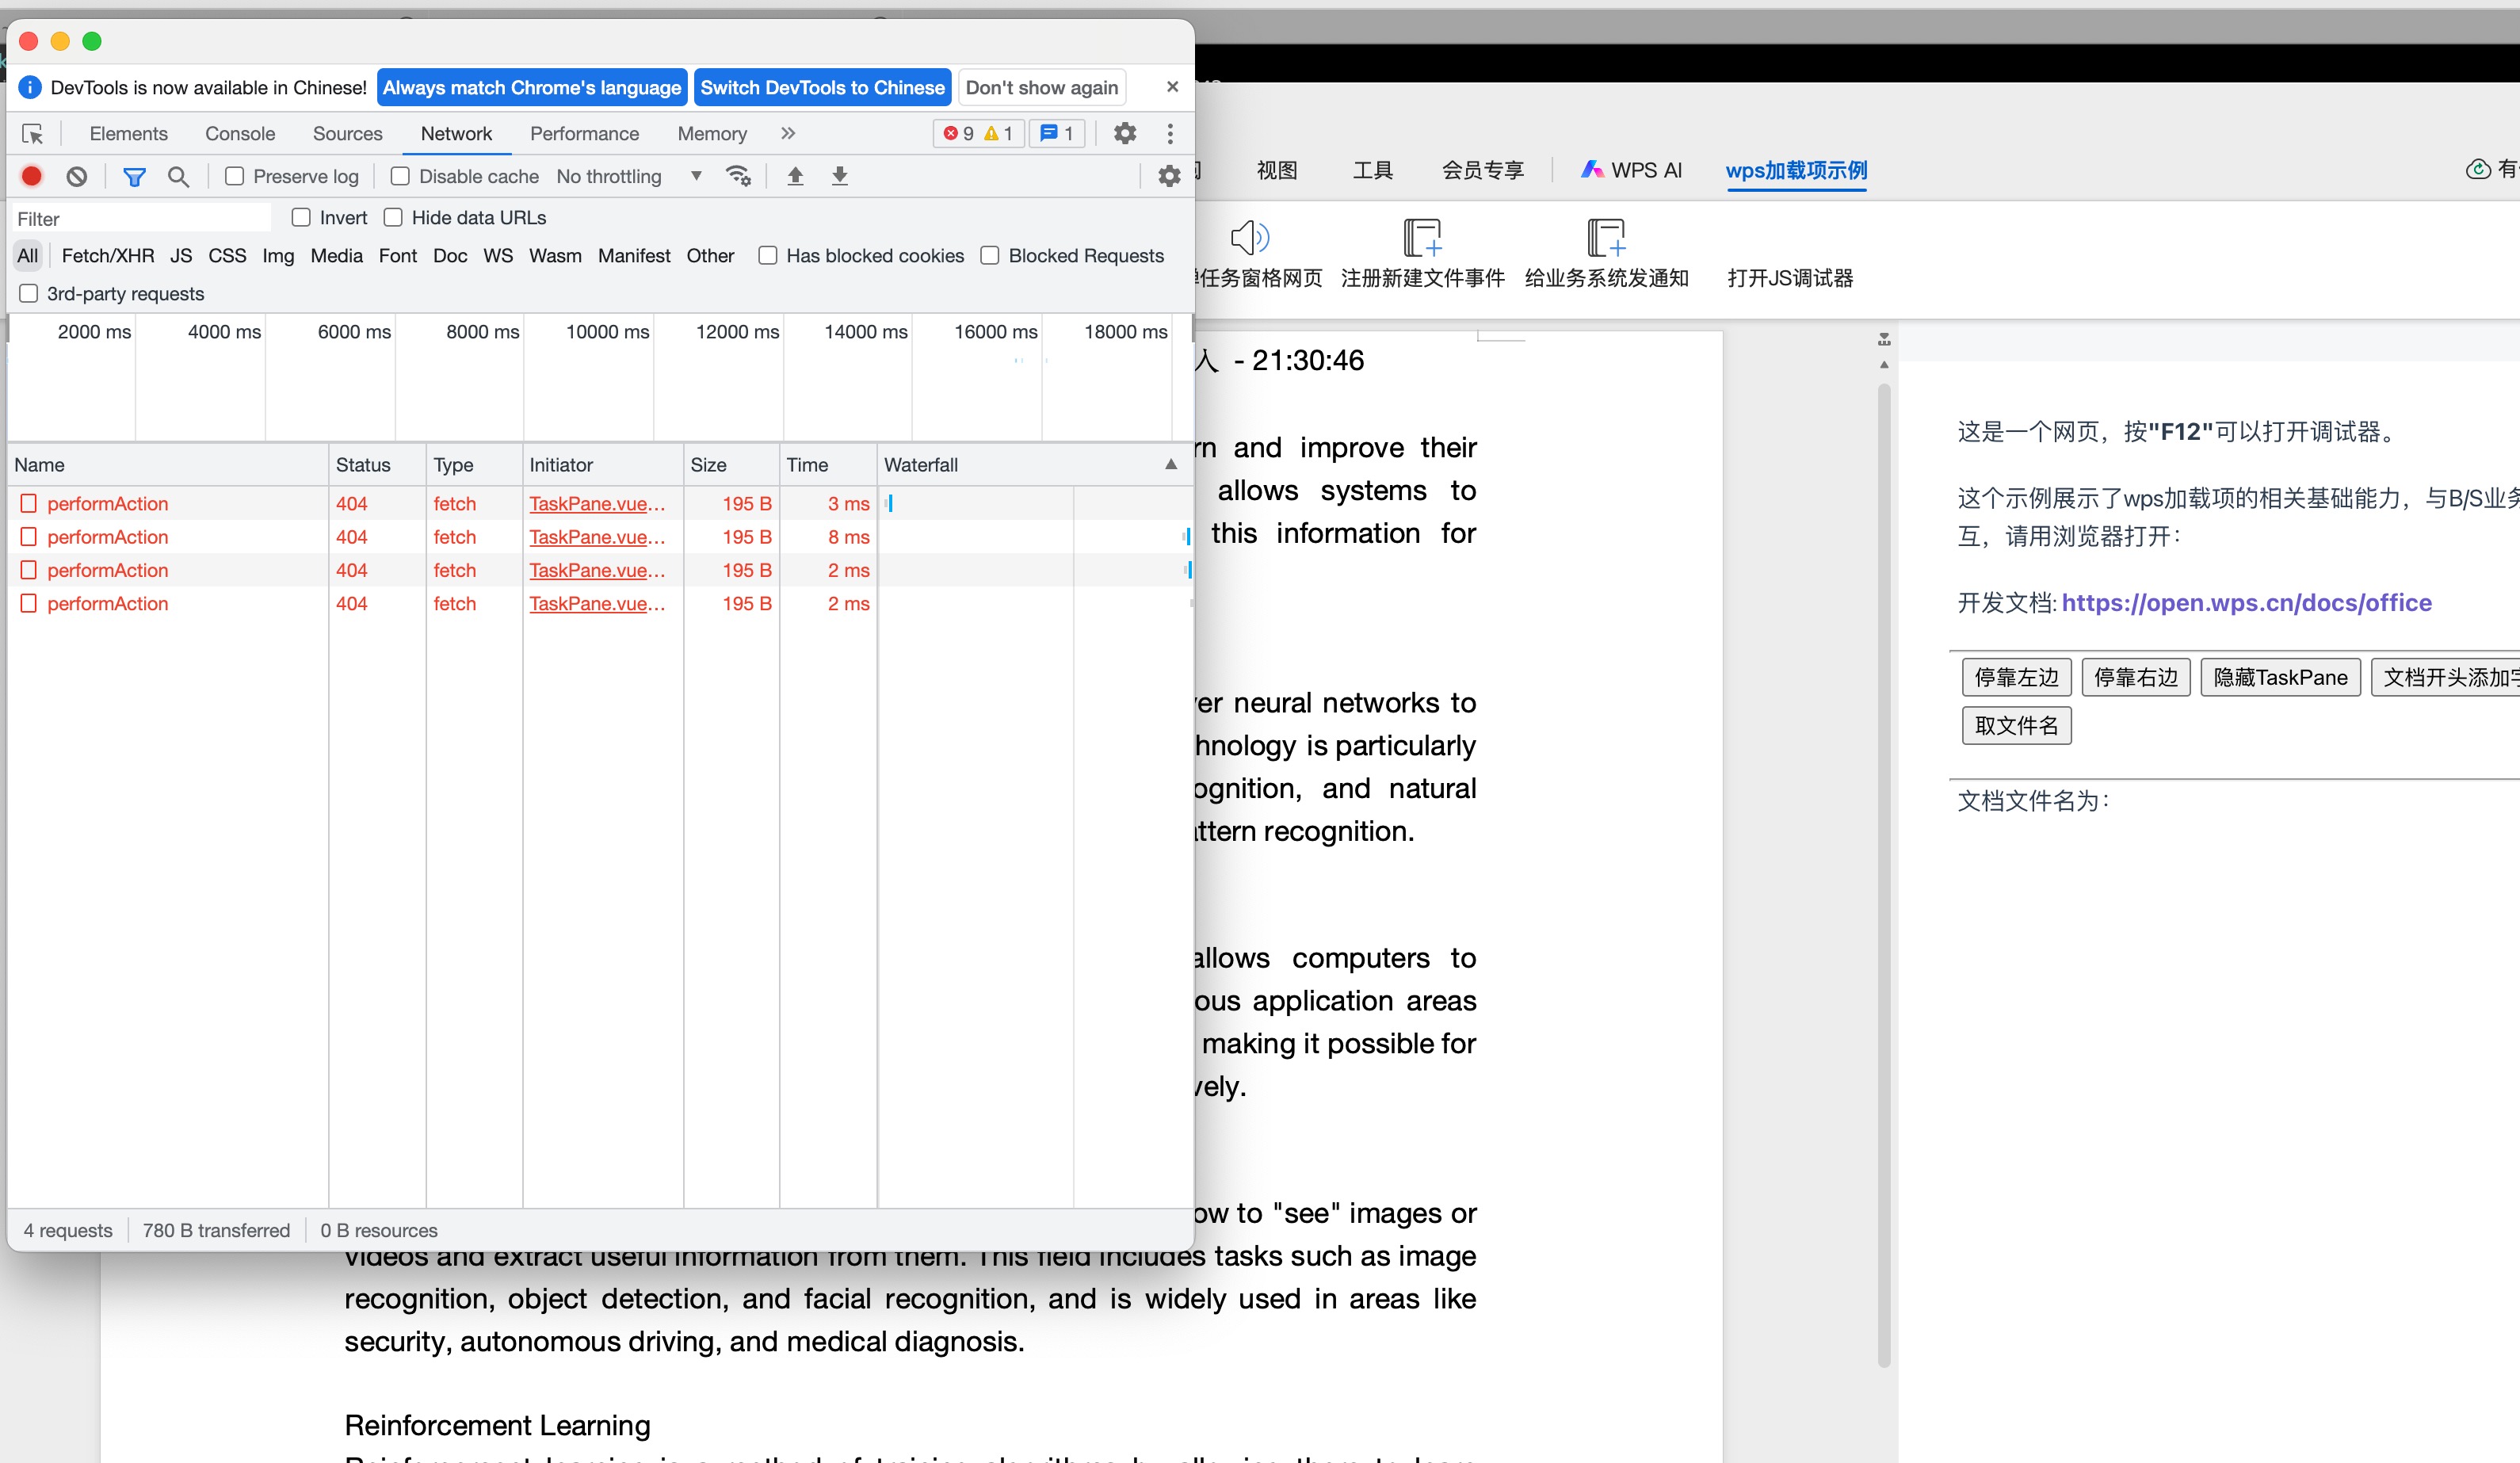 DevTools is now available in Chinese! Always match Chrome's language Switch DevTools to Chinese Don't show again
Elements Console Sources Network Performance Memory 9 1 1
Preserve log Disable cache No throttling
Filter Invert Hide data URLs
All Fetch/XHR JS CSS Img Media Font Doc WS Wasm Manifest Other Has blocked cookies Blocked Requests
3rd-party requests
2000 ms 4000 ms 6000 ms 8000 ms 10000 ms 12000 ms 14000 ms 16000 ms 18000 ms
Name Status Type Initiator Size Time Waterfall
performAction 404 fetch TaskPane.vue... 195 B 3 ms
performAction 404 fetch TaskPane.vue... 195 B 8 ms
performAction 404 fetch TaskPane.vue... 195 B 2 ms
performAction 404 fetch TaskPane.vue... 195 B 2 ms
4 requests 780 B transferred 0 B resources
视图 工具 会员专享 WPS AI wps加载项示例 有
任务窗格网页 注册新建文件事件 给业务系统发通知 打开JS调试器
人 - 21:30:46
and improve their
allows systems to
this information for
neural networks to
is particularly
and natural
recognition.
allows computers to
application areas
making it possible for
to "see" images or
videos and extract useful information from them. This field includes tasks such as image
recognition, object detection, and facial recognition, and is widely used in areas like
security, autonomous driving, and medical diagnosis.
Reinforcement Learning
这是一个网页，按"F12"可以打开调试器。
这个示例展示了wps加载项的相关基础能力，与B/S业务
互，请用浏览器打开：
开发文档: https://open.wps.cn/docs/office
停靠左边 停靠右边 隐藏TaskPane 文档开头添加字
取文件名
文档文件名为：